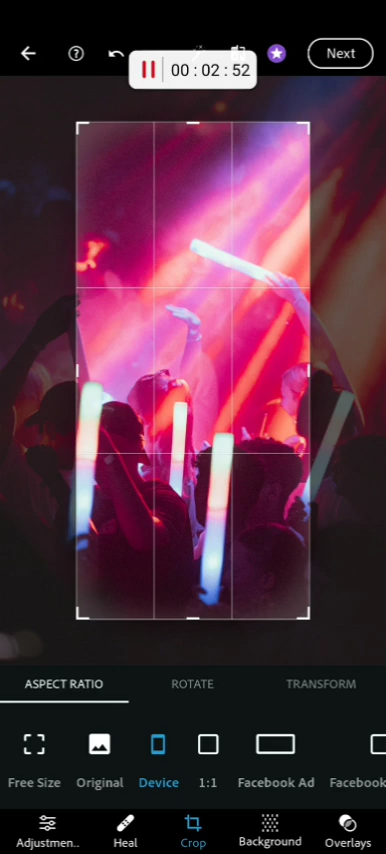 Next
00 : 02 : 52
ASPECT RATIO ROTATE TRANSFORM
Free Size Original Device 1:1 Facebook Ad Facebook
Adjustmen.. Heal Crop Background Overlays